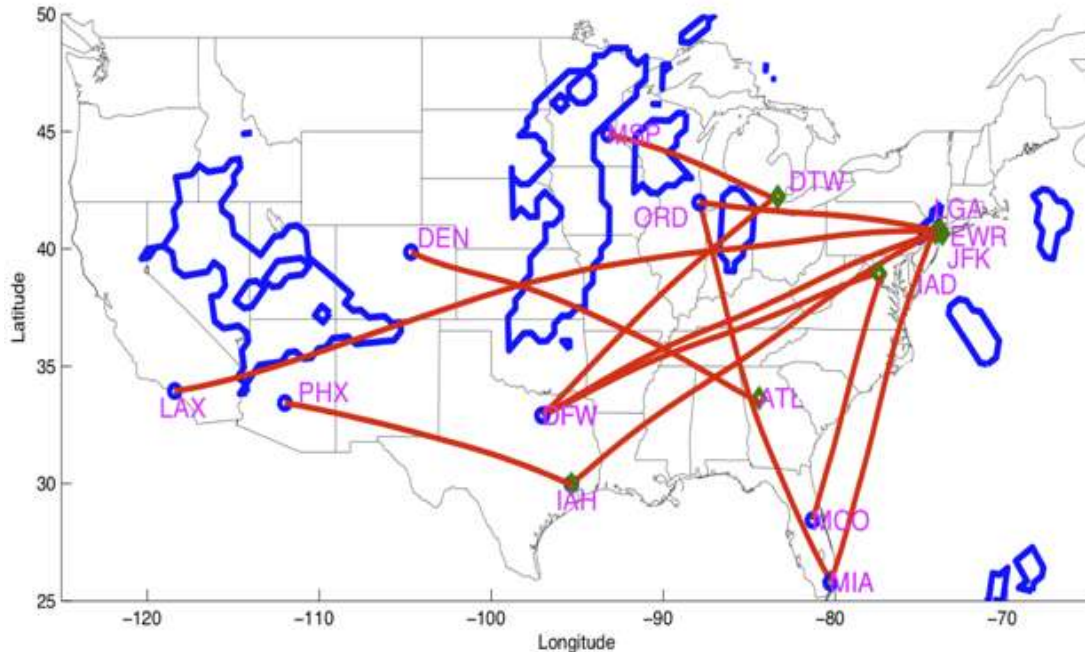 50
45
MSP
DTW
ORD
LGA
DEN
EWR
40
JFK
IAD
Latitude
35
PHX
ATL
LAX
DFW
30
IAH
MCO
MIA
25
−120
−110
−100
−90
−80
−70
Longitude